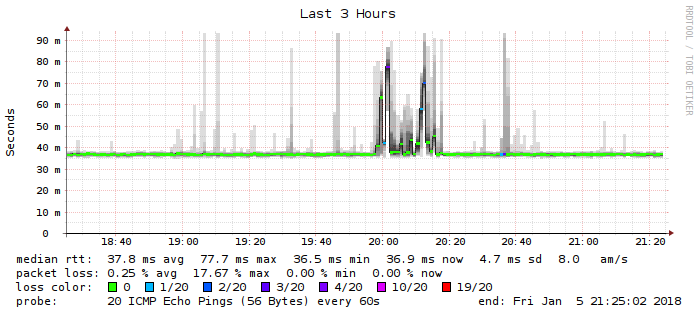 Last 3 Hours
RRDTOOL / TOBI OETIKER
Seconds
90 m
80 m
70 m
60 m
50 m
40 m
30 m
20 m
10 m
0
18:40 19:00 19:20 19:40 20:00 20:20 20:40 21:00 21:20
median rtt: 37.8 ms avg 77.7 ms max 36.5 ms min 36.9 ms now 4.7 ms sd 8.0 am/s
packet loss: 0.25 % avg 17.67 % max 0.00 % min 0.00 % now
loss color: 0 1/20 2/20 3/20 4/20 10/20 19/20
probe: 20 ICMP Echo Pings (56 Bytes) every 60s end: Fri Jan 5 21:25:02 2018